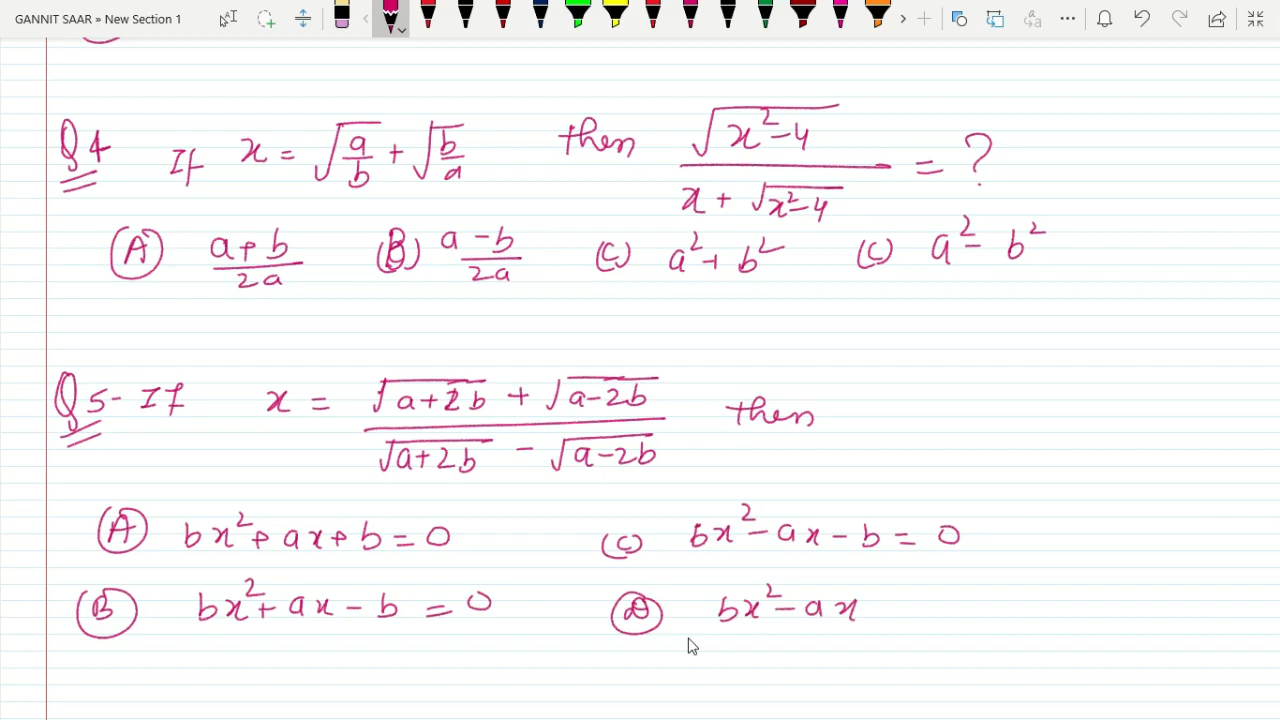 GANNIT SAAR » New Section 1
Q4 If x = √(a/b) + √(b/a) then √(x²-4) / (x + √(x²-4)) = ?
(A) a+b/2a (B) a-b/2a (C) a²+b² (C) a²-b²
Q5- If x = (√(a+2b) + √(a-2b)) / (√(a+2b) - √(a-2b)) then
(A) bx²+ax+b=0 (C) bx²-ax-b=0
(B) bx²+ax-b=0 (D) bx²-ax